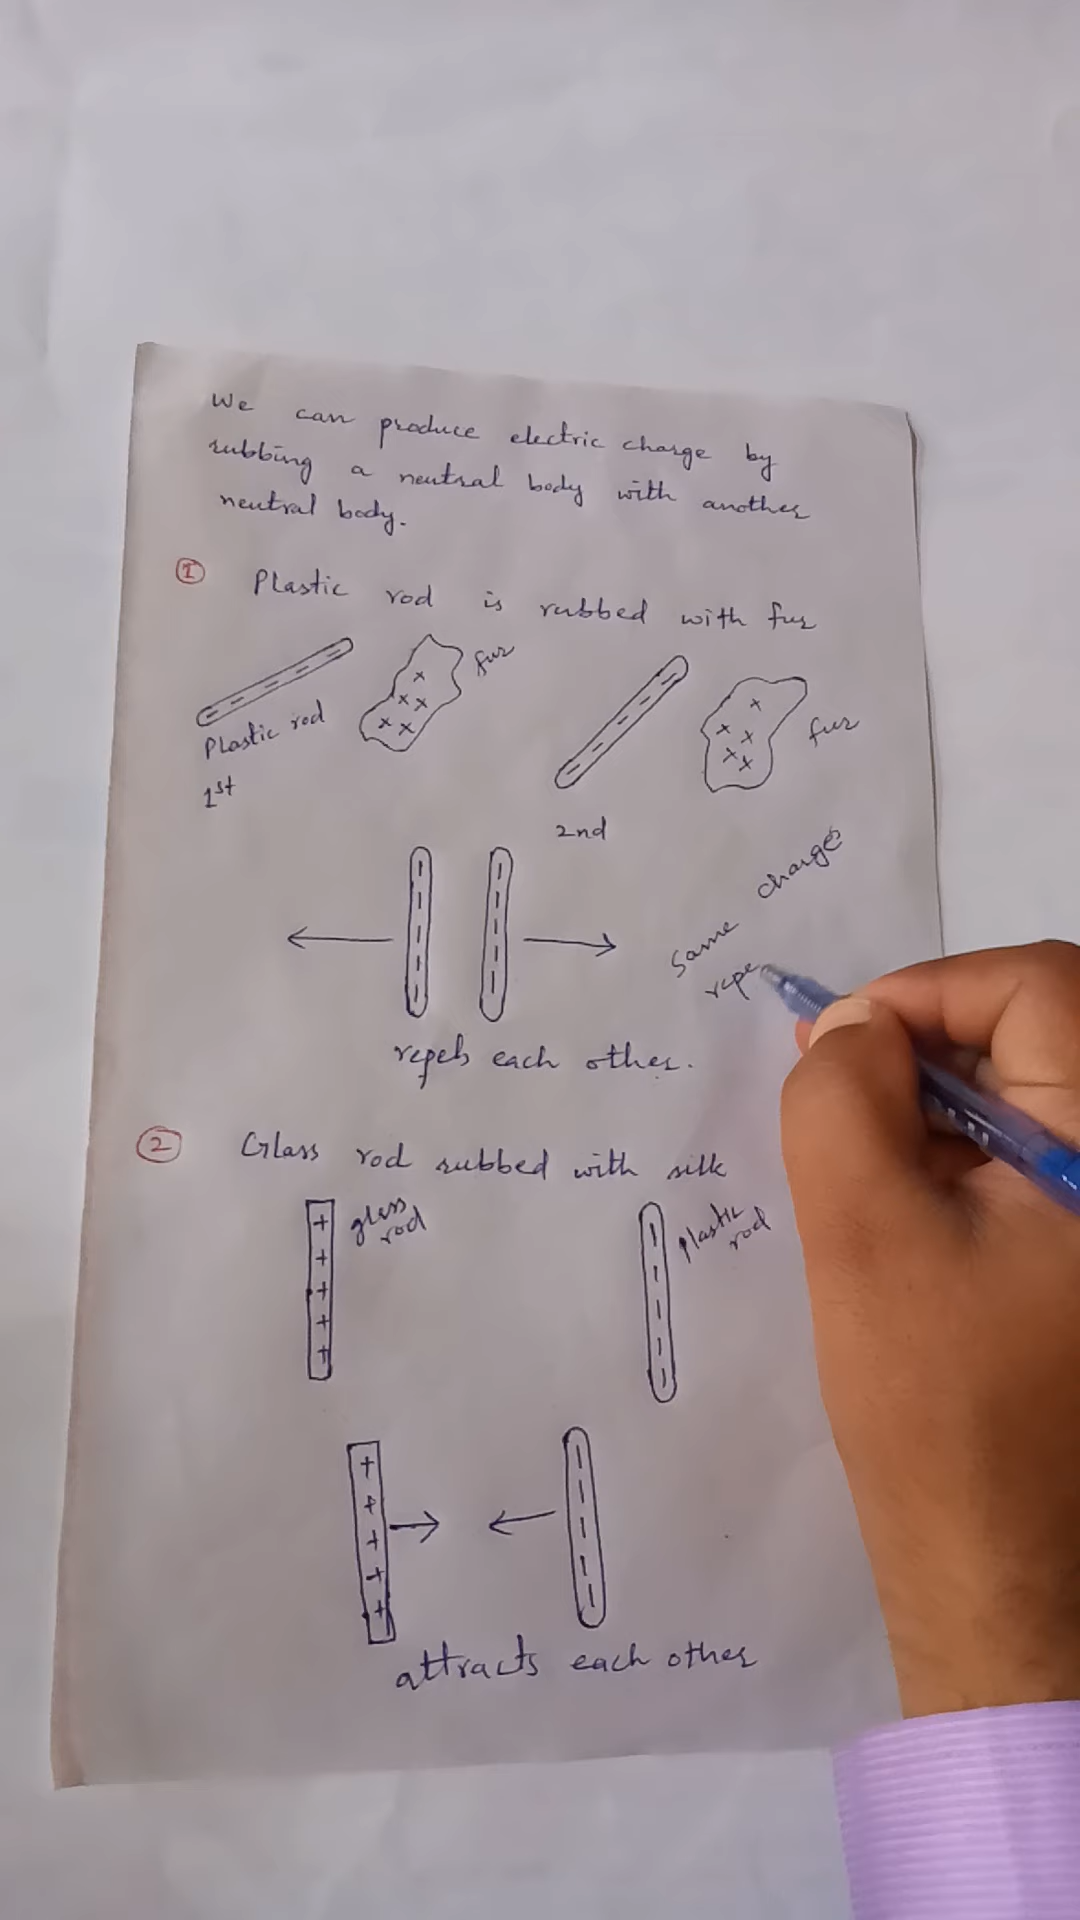 We can produce electric charge by
rubbing a neutral body with another
neutral body.
1 Plastic rod is rubbed with fur
fur
Plastic rod
1st
fur
2nd
same charge
repe
repels each other.
2 Glass rod rubbed with silk
+ + + + +
glass
rod
plastic
rod
+ + + + +
attracts each other